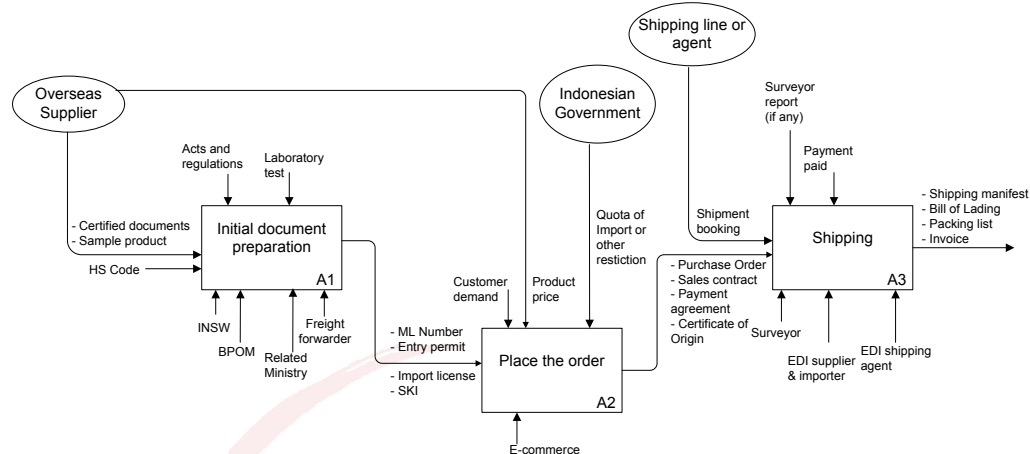 Shipping line or
agent
Overseas
Supplier
Indonesian
Government
Surveyor
report
(if any)
Payment
paid
Acts and
regulations
Laboratory
test
- Certified documents
- Sample product
HS Code
Initial document
preparation
A1
INSW
BPOM
Related
Ministry
Freight
forwarder
- ML Number
- Entry permit
- Import license
- SKI
Customer
demand
Product
price
Quota of
Import or
other
restiction
Place the order
A2
E-commerce
Shipment
booking
- Purchase Order
- Sales contract
- Payment
agreement
- Certificate of
Origin
Shipping
A3
Surveyor
EDI supplier
& importer
EDI shipping
agent
- Shipping manifest
- Bill of Lading
- Packing list
- Invoice